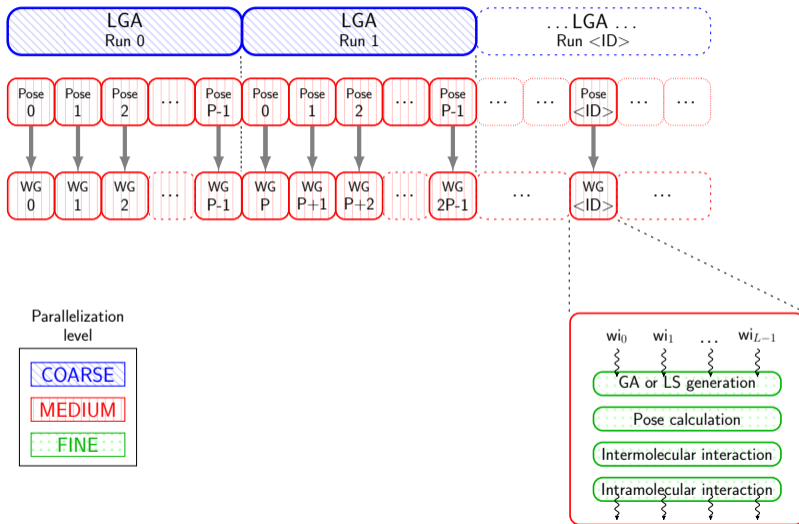 LGA
Run 0
LGA
Run 1
...LGA ...
Run <ID>
Pose
0
Pose
1
Pose
2
...
Pose
P-1
Pose
0
Pose
1
Pose
2
...
Pose
P-1
...
...
Pose
<ID>
...
...
WG
0
WG
1
WG
2
...
WG
P-1
WG
P
WG
P+1
WG
P+2
...
WG
2P-1
...
WG
<ID>
...
Parallelization
level
COARSE
MEDIUM
FINE
wi₀ wi₁ ... wi_{L−1}
GA or LS generation
Pose calculation
Intermolecular interaction
Intramolecular interaction